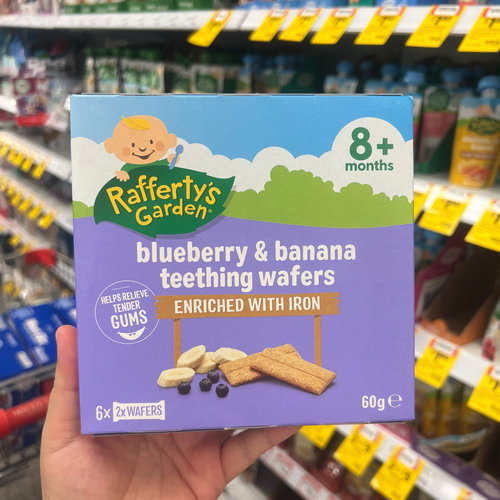 8+
months
Rafferty's
Garden
blueberry & banana
teething wafers
ENRICHED WITH IRON
HELPS RELIEVE
TENDER
GUMS
6x 2x WAFERS
60g ℮